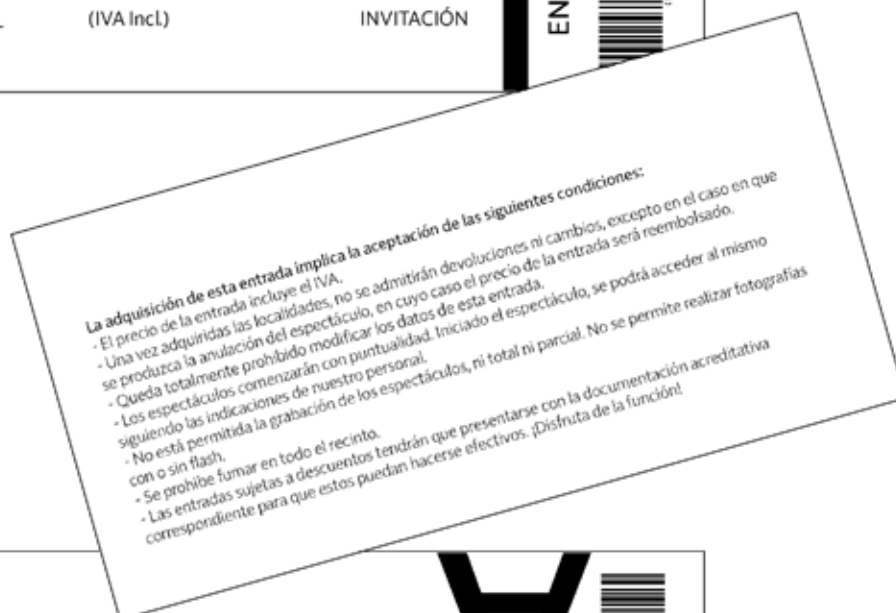 (IVA Incl.)
INVITACIÓN
EN
La adquisición de esta entrada implica la aceptación de las siguientes condiciones:
- El precio de la entrada incluye el IVA.
- Una vez adquiridas las localidades, no se admitirán devoluciones ni cambios, excepto en el caso en que
se produzca la anulación del espectáculo, en cuyo caso el precio de la entrada será reembolsado.
- Queda totalmente prohibido modificar los datos de esta entrada.
- Los espectáculos comenzarán con puntualidad. Iniciado el espectáculo, se podrá acceder al mismo
siguiendo las indicaciones de nuestro personal.
- No está permitida la grabación de los espectáculos, ni total ni parcial. No se permite realizar fotografías
con o sin flash.
- Se prohibe fumar en todo el recinto.
- Las entradas sujetas a descuentos tendrán que presentarse con la documentación acreditativa
correspondiente para que estos puedan hacerse efectivos. ¡Disfruta de la función!